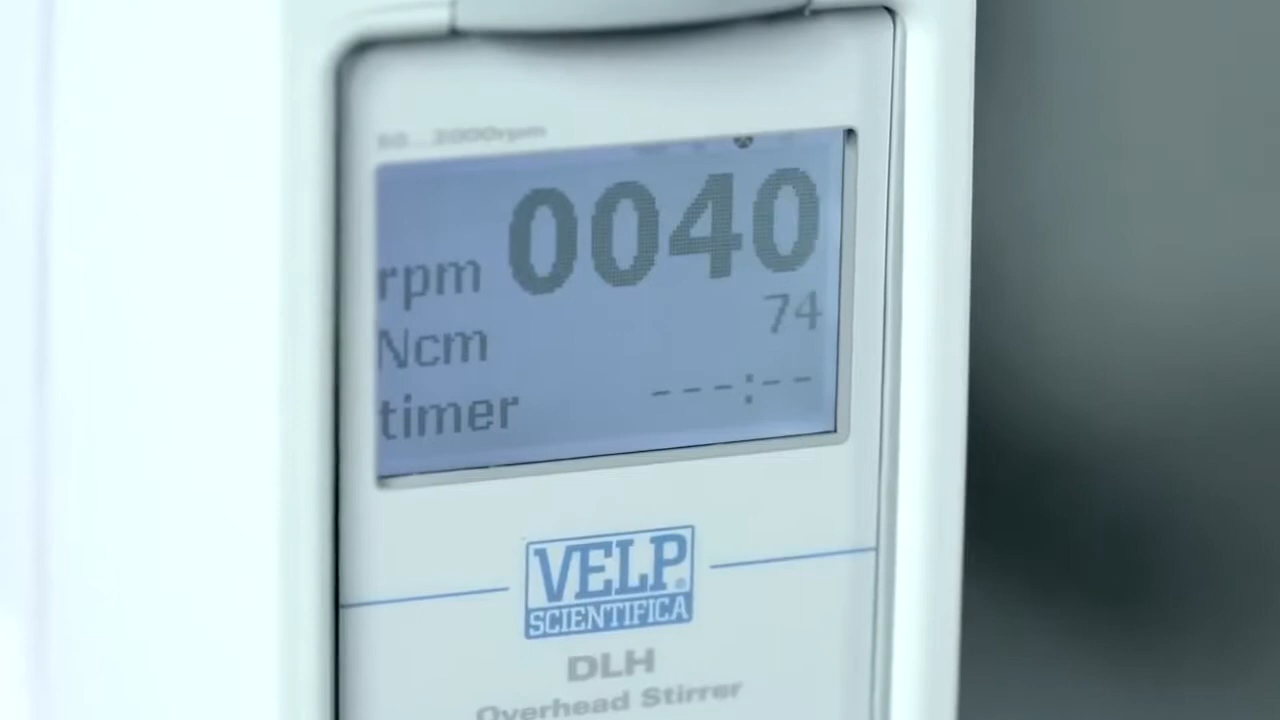 50...2000rpm
rpm 0040
Ncm 74
timer ---:--
VELP®
SCIENTIFICA
DLH
Overhead Stirrer